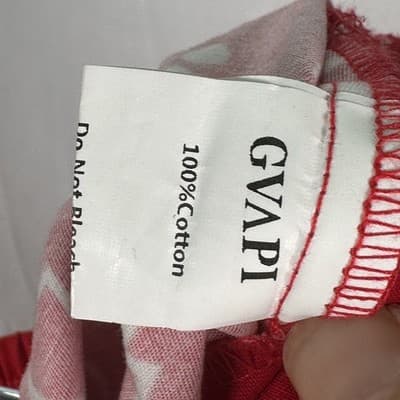 GVAPI
100%Cotton
Do Not Bleach